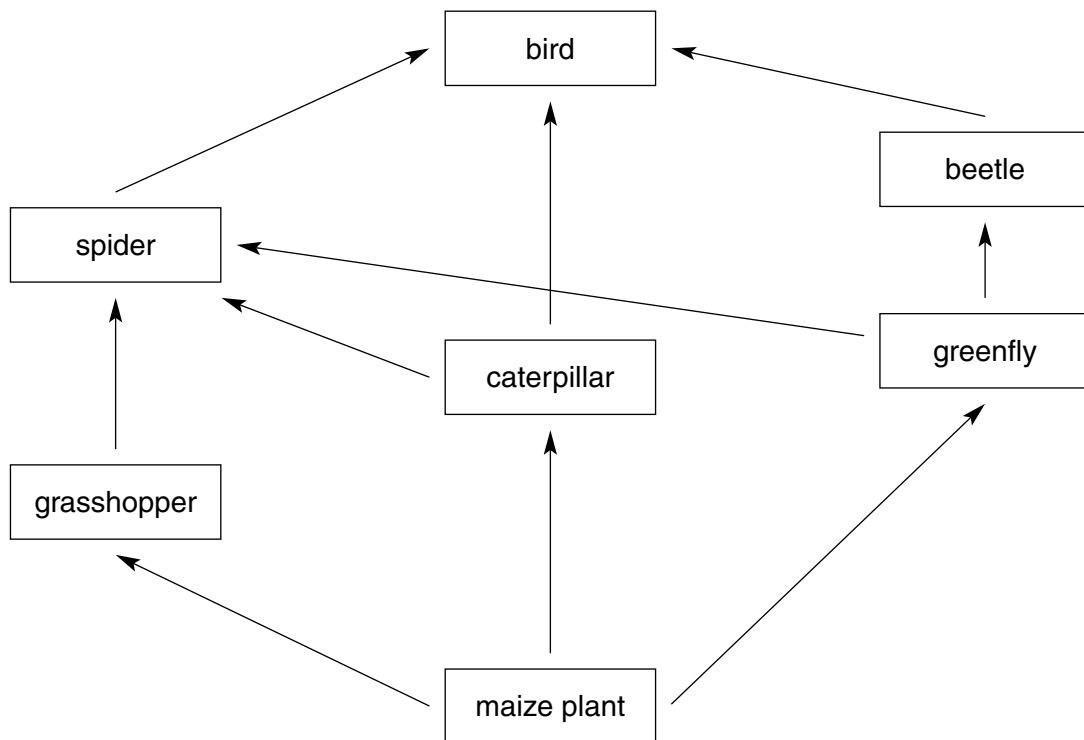 bird
beetle
spider
greenfly
caterpillar
grasshopper
maize plant